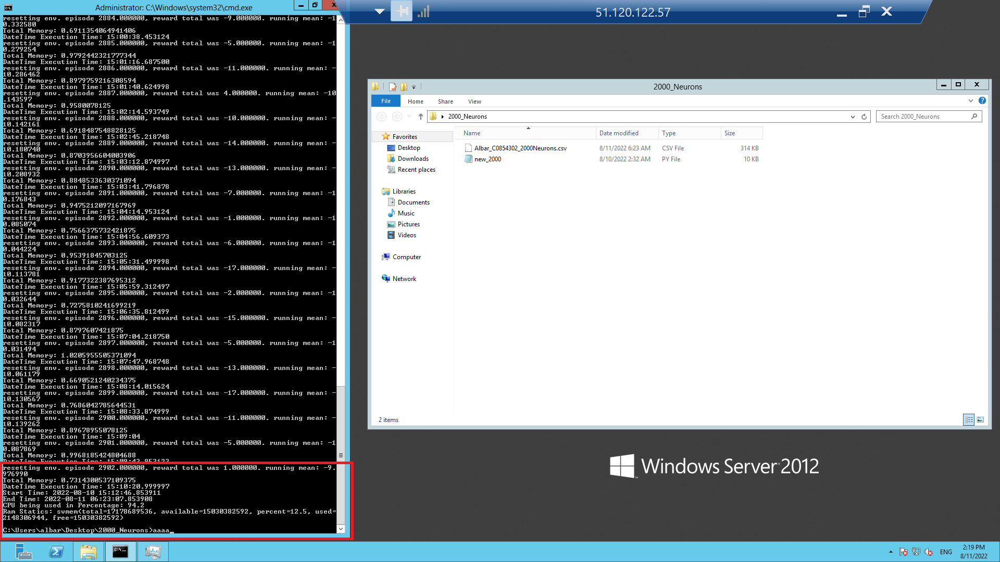 Administrator: C:\Windows\system32\cmd.exe
resetting env. episode 2884.000000, reward total was -9.000000. running mean: -1
0.332580
Total Memory: 0.6911354064941406
DateTime Execution Time: 15:00:38.453124
resetting env. episode 2885.000000, reward total was -5.000000. running mean: -1
0.279254
Total Memory: 0.9792442321777344
DateTime Execution Time: 15:01:16.687500
resetting env. episode 2886.000000, reward total was -11.000000. running mean: -
10.286462
Total Memory: 0.8979759216308594
DateTime Execution Time: 15:01:40.624998
resetting env. episode 2887.000000, reward total was 4.000000. running mean: -10
.143597
Total Memory: 0.9580078125
DateTime Execution Time: 15:02:14.593749
resetting env. episode 2888.000000, reward total was -10.000000. running mean: -
10.142161
Total Memory: 0.6918487548828125
DateTime Execution Time: 15:02:45.218748
resetting env. episode 2889.000000, reward total was -14.000000. running mean: -
10.180740
Total Memory: 0.8703956604003906
DateTime Execution Time: 15:03:12.874997
resetting env. episode 2890.000000, reward total was -13.000000. running mean: -
10.208932
Total Memory: 0.8848533630371094
DateTime Execution Time: 15:03:41.796878
resetting env. episode 2891.000000, reward total was -7.000000. running mean: -1
0.176843
Total Memory: 0.9475212097167969
DateTime Execution Time: 15:04:14.953124
resetting env. episode 2892.000000, reward total was -1.000000. running mean: -1
0.085074
Total Memory: 0.7566375732421875
DateTime Execution Time: 15:04:56.609373
resetting env. episode 2893.000000, reward total was -6.000000. running mean: -1
0.044224
Total Memory: 0.95391845703125
DateTime Execution Time: 15:05:31.499998
resetting env. episode 2894.000000, reward total was -17.000000. running mean: -
10.113781
Total Memory: 0.9177322387695312
DateTime Execution Time: 15:05:59.312497
resetting env. episode 2895.000000, reward total was -2.000000. running mean: -1
0.032644
Total Memory: 0.7275810241699219
DateTime Execution Time: 15:06:35.812499
resetting env. episode 2896.000000, reward total was -15.000000. running mean: -
10.082317
Total Memory: 0.8797607421875
DateTime Execution Time: 15:07:04.218750
resetting env. episode 2897.000000, reward total was -5.000000. running mean: -1
0.031494
Total Memory: 1.0205955505371094
DateTime Execution Time: 15:07:47.968748
resetting env. episode 2898.000000, reward total was -13.000000. running mean: -
10.061179
Total Memory: 0.6690521240234375
DateTime Execution Time: 15:08:14.015624
resetting env. episode 2899.000000, reward total was -17.000000. running mean: -
10.130567
Total Memory: 0.7686042785644531
DateTime Execution Time: 15:08:33.874999
resetting env. episode 2900.000000, reward total was -11.000000. running mean: -
10.139262
Total Memory: 0.89678955078125
DateTime Execution Time: 15:09:04
resetting env. episode 2901.000000, reward total was -5.000000. running mean: -1
0.087869
Total Memory: 0.9968185424804688
DateTime Execution Time: 15:09:43.953123
resetting env. episode 2902.000000, reward total was 1.000000. running mean: -9.
976990
Total Memory: 0.7314300537109375
DateTime Execution Time: 15:10:20.999997
Start Time: 2022-08-10 15:12:46.853911
End Time: 2022-08-11 06:23:07.853908
CPU being used in Percentage: 94.2
Ram Statics: svmem(total=17178689536, available=15030382592, percent=12.5, used=
2148306944, free=15030382592)
C:\Users\albar\Desktop\2000_Neurons>aaaa_
51.120.122.57
2000_Neurons
File Home Share View
2000_Neurons
Search 2000_Neurons
Favorites
Desktop
Downloads
Recent places
Libraries
Documents
Music
Pictures
Videos
Computer
Network
Name Date modified Type Size
Albar_C0854302_2000Neurons.csv 8/11/2022 6:23 AM CSV File 314 KB
new_2000 8/10/2022 2:32 AM PY File 10 KB
2 items
Windows Server 2012
ENG
2:19 PM
8/11/2022